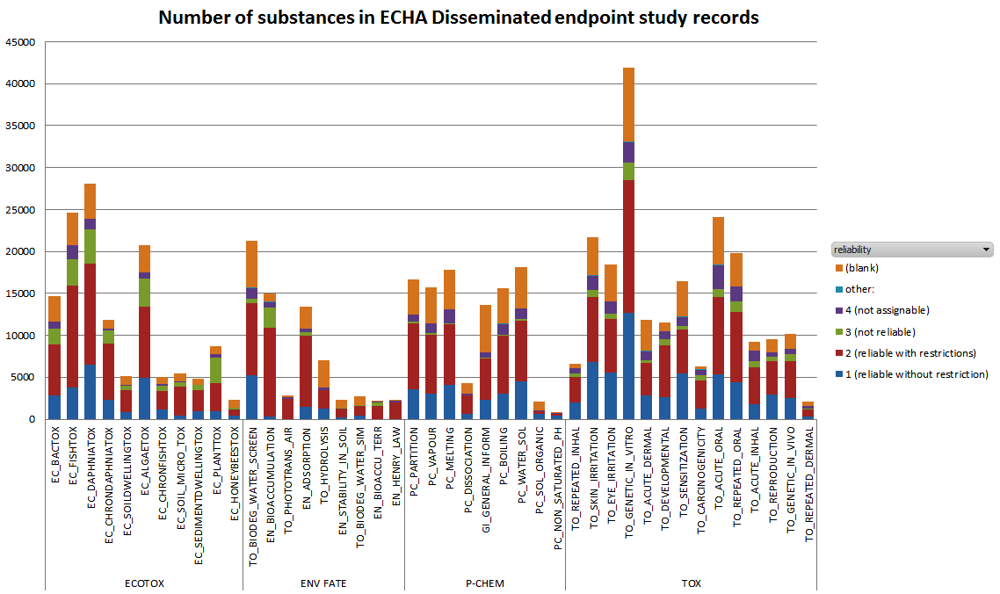 Number of substances in ECHA Disseminated endpoint study records
45000
40000
35000
30000
25000
20000
15000
10000
5000
0
EC_BACTOX
EC_FISHTOX
EC_DAPHNIATOX
EC_CHRONDAPHNIATOX
EC_SOILDWELLINGTOX
EC_ALGAETOX
EC_CHRONFISHTOX
EC_SOIL_MICRO_TOX
EC_SEDIMENTDWELLINGTOX
EC_PLANTTOX
EC_HONEYBEESTOX
TO_BIODEG_WATER_SCREEN
EN_BIOACCUMULATION
TO_PHOTOTRANS_AIR
EN_ADSORPTION
TO_HYDROLYSIS
EN_STABILITY_IN_SOIL
TO_BIODEG_WATER_SIM
EN_BIOACCU_TERR
EN_HENRY_LAW
PC_PARTITION
PC_VAPOUR
PC_MELTING
PC_DISSOCIATION
GI_GENERAL_INFORM
PC_BOILING
PC_WATER_SOL
PC_SOL_ORGANIC
PC_NON_SATURATED_PH
TO_REPEATED_INHAL
TO_SKIN_IRRITATION
TO_EYE_IRRITATION
TO_GENETIC_IN_VITRO
TO_ACUTE_DERMAL
TO_DEVELOPMENTAL
TO_SENSITIZATION
TO_CARCINOGENICITY
TO_ACUTE_ORAL
TO_REPEATED_ORAL
TO_ACUTE_INHAL
TO_REPRODUCTION
TO_GENETIC_IN_VIVO
TO_REPEATED_DERMAL
ECOTOX
ENV FATE
P-CHEM
TOX
reliability
(blank)
other:
4 (not assignable)
3 (not reliable)
2 (reliable with restrictions)
1 (reliable without restriction)